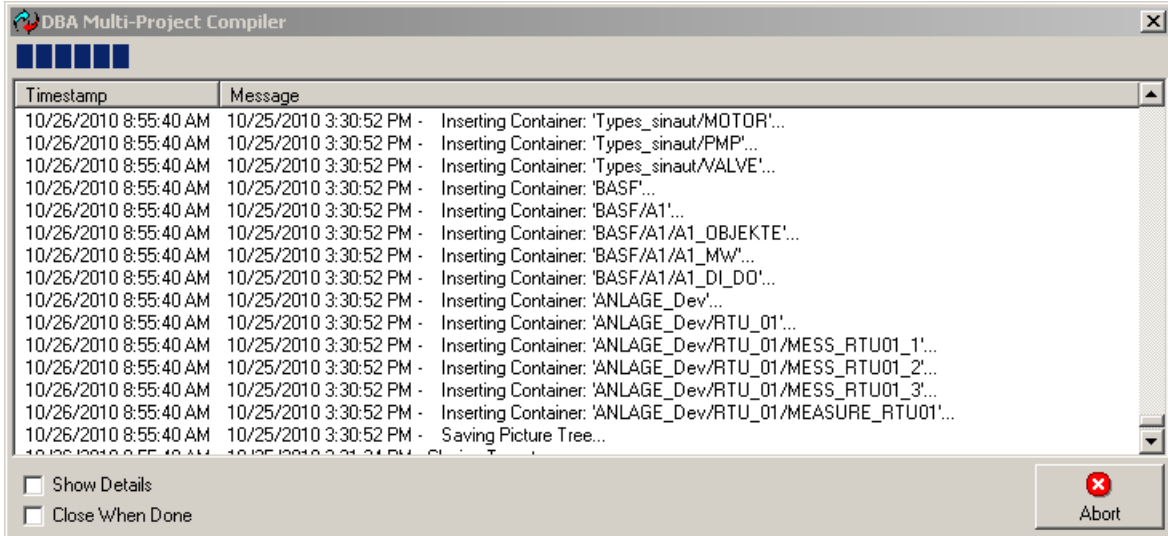 DBA Multi-Project Compiler
Timestamp Message
10/26/2010 8:55:40 AM 10/25/2010 3:30:52 PM - Inserting Container: 'Types_sinaut/MOTOR'...
10/26/2010 8:55:40 AM 10/25/2010 3:30:52 PM - Inserting Container: 'Types_sinaut/PMP'...
10/26/2010 8:55:40 AM 10/25/2010 3:30:52 PM - Inserting Container: 'Types_sinaut/VALVE'...
10/26/2010 8:55:40 AM 10/25/2010 3:30:52 PM - Inserting Container: 'BASF'...
10/26/2010 8:55:40 AM 10/25/2010 3:30:52 PM - Inserting Container: 'BASF/A1'...
10/26/2010 8:55:40 AM 10/25/2010 3:30:52 PM - Inserting Container: 'BASF/A1/A1_OBJEKTE'...
10/26/2010 8:55:40 AM 10/25/2010 3:30:52 PM - Inserting Container: 'BASF/A1/A1_MW'...
10/26/2010 8:55:40 AM 10/25/2010 3:30:52 PM - Inserting Container: 'BASF/A1/A1_DI_DO'...
10/26/2010 8:55:40 AM 10/25/2010 3:30:52 PM - Inserting Container: 'ANLAGE_Dev'...
10/26/2010 8:55:40 AM 10/25/2010 3:30:52 PM - Inserting Container: 'ANLAGE_Dev/RTU_01'...
10/26/2010 8:55:40 AM 10/25/2010 3:30:52 PM - Inserting Container: 'ANLAGE_Dev/RTU_01/MESS_RTU01_1'...
10/26/2010 8:55:40 AM 10/25/2010 3:30:52 PM - Inserting Container: 'ANLAGE_Dev/RTU_01/MESS_RTU01_2'...
10/26/2010 8:55:40 AM 10/25/2010 3:30:52 PM - Inserting Container: 'ANLAGE_Dev/RTU_01/MESS_RTU01_3'...
10/26/2010 8:55:40 AM 10/25/2010 3:30:52 PM - Inserting Container: 'ANLAGE_Dev/RTU_01/MEASURE_RTU01'...
10/26/2010 8:55:40 AM 10/25/2010 3:30:52 PM - Saving Picture Tree...
Show Details
Close When Done
Abort